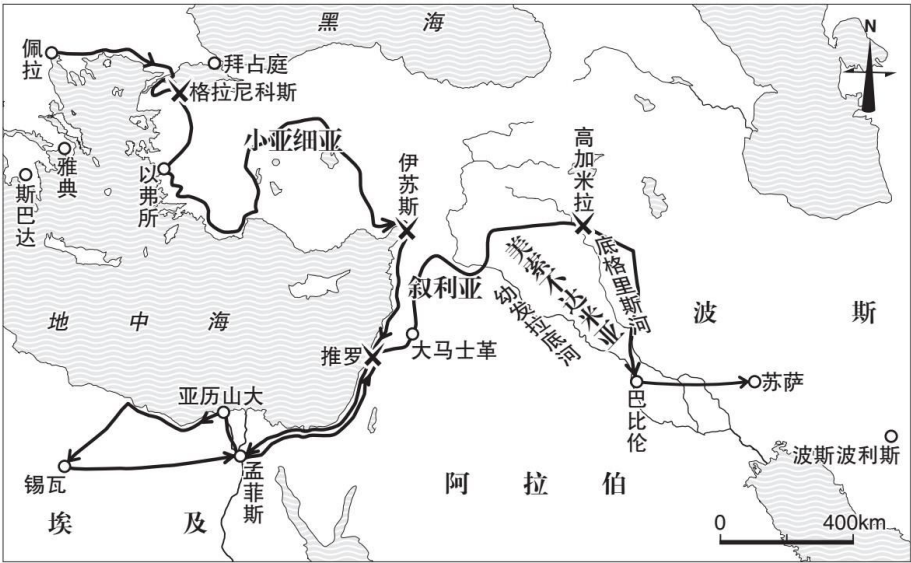 黑海
N
佩拉
拜占庭
格拉尼科斯
小亚细亚
高加米拉
伊苏斯
雅典
以弗所
斯巴达
底格里斯河
美索不达米亚
叙利亚
幼发拉底河
波斯
地中海
推罗
大马士革
亚历山大
苏萨
巴比伦
波斯波利斯
锡瓦
孟菲斯
阿拉伯
埃及
0 400km